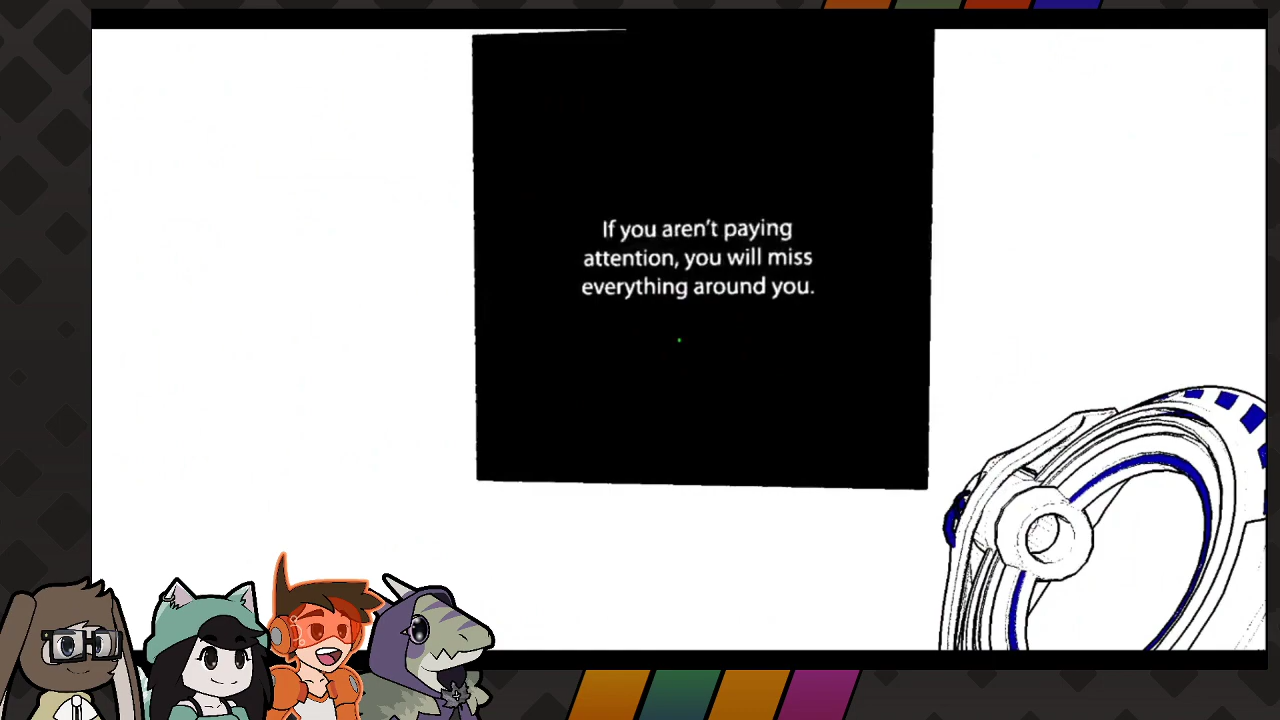 If you aren't paying
attention, you will miss
everything around you.